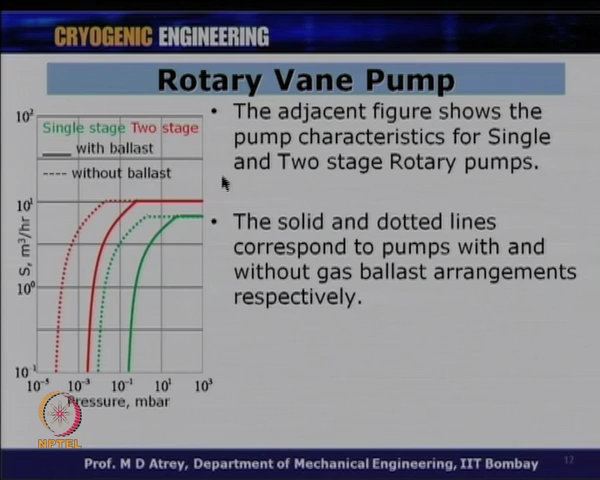 CRYOGENIC ENGINEERING
Rotary Vane Pump
10²
10¹
10⁰
10⁻¹
S, m³/hr
Single stage Two stage
with ballast
without ballast
10⁻⁵ 10⁻³ 10⁻¹ 10¹ 10³
Pressure, mbar
• The adjacent figure shows the
pump characteristics for Single
and Two stage Rotary pumps.
• The solid and dotted lines
correspond to pumps with and
without gas ballast arrangements
respectively.
NPTEL
Prof. M D Atrey, Department of Mechanical Engineering, IIT Bombay
12